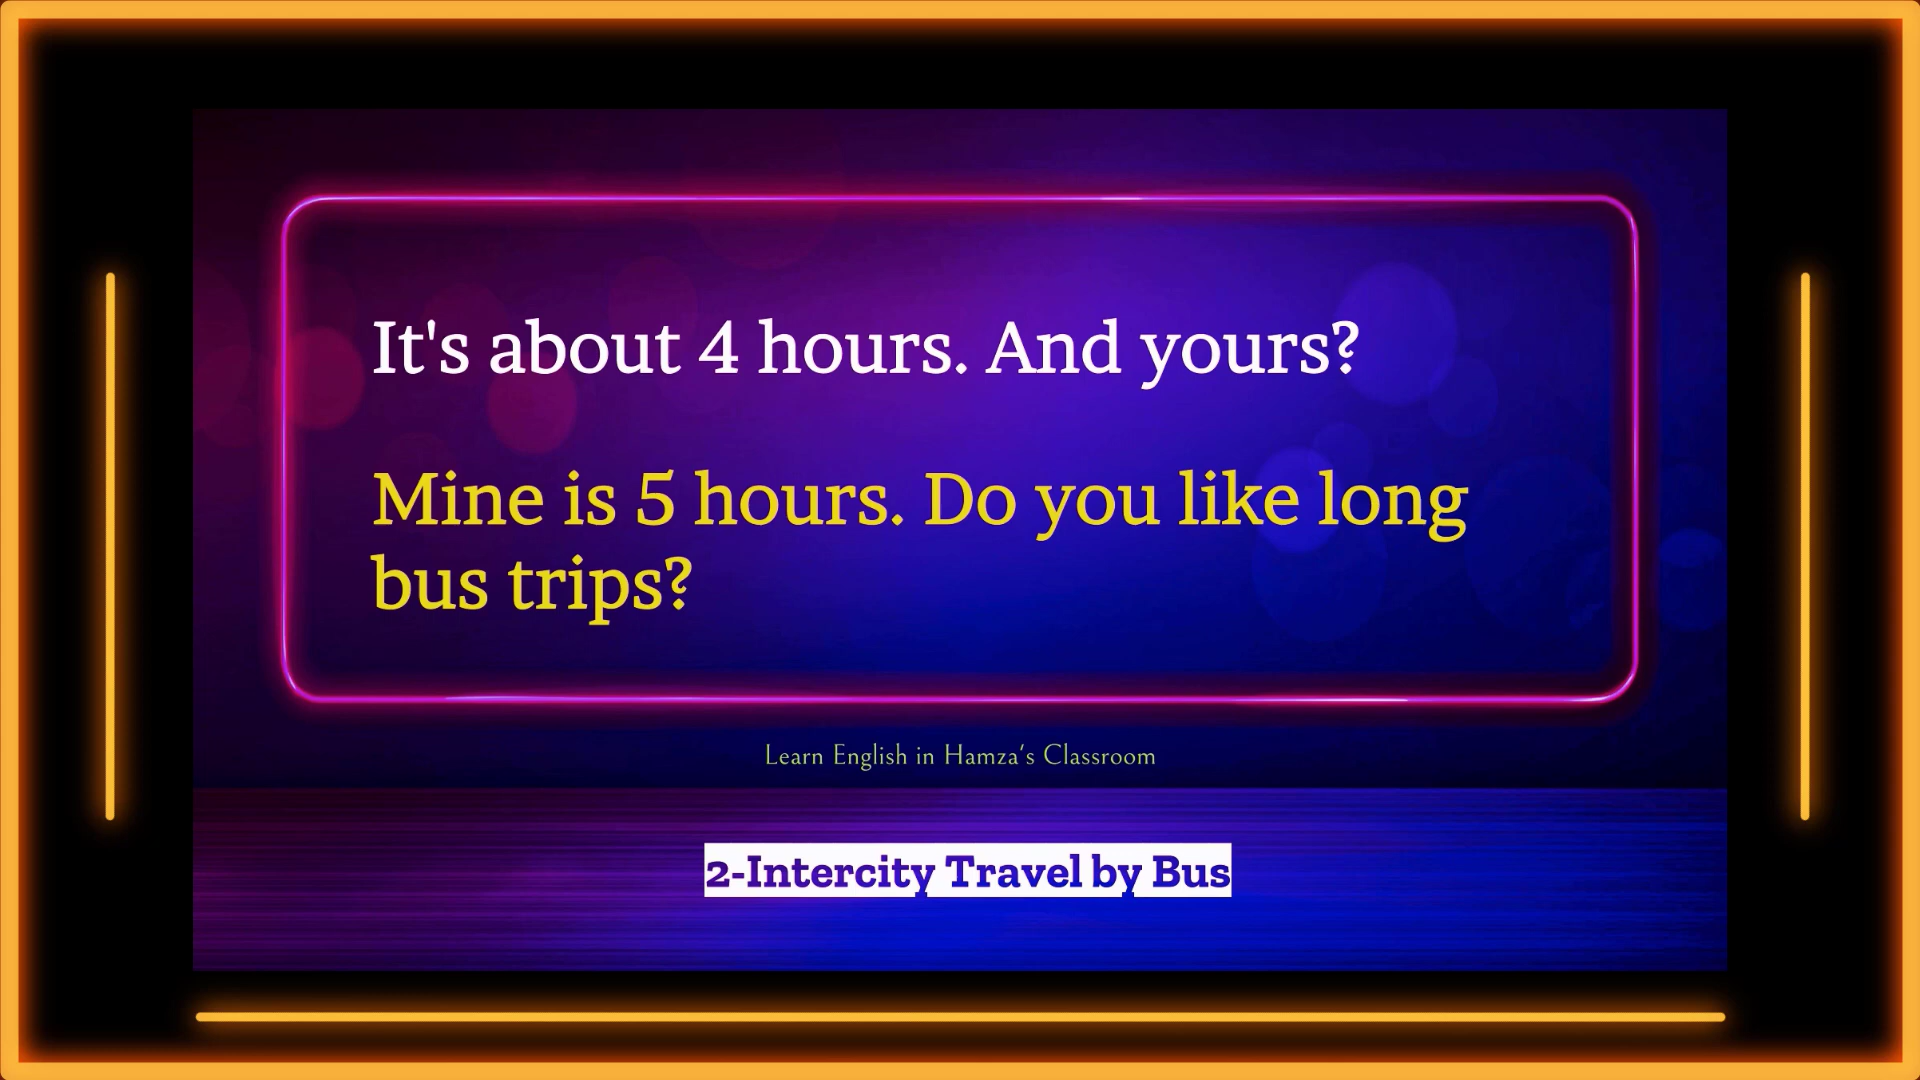 It's about 4 hours. And yours?
Mine is 5 hours. Do you like long
bus trips?
Learn English in Hamza's Classroom
2-Intercity Travel by Bus